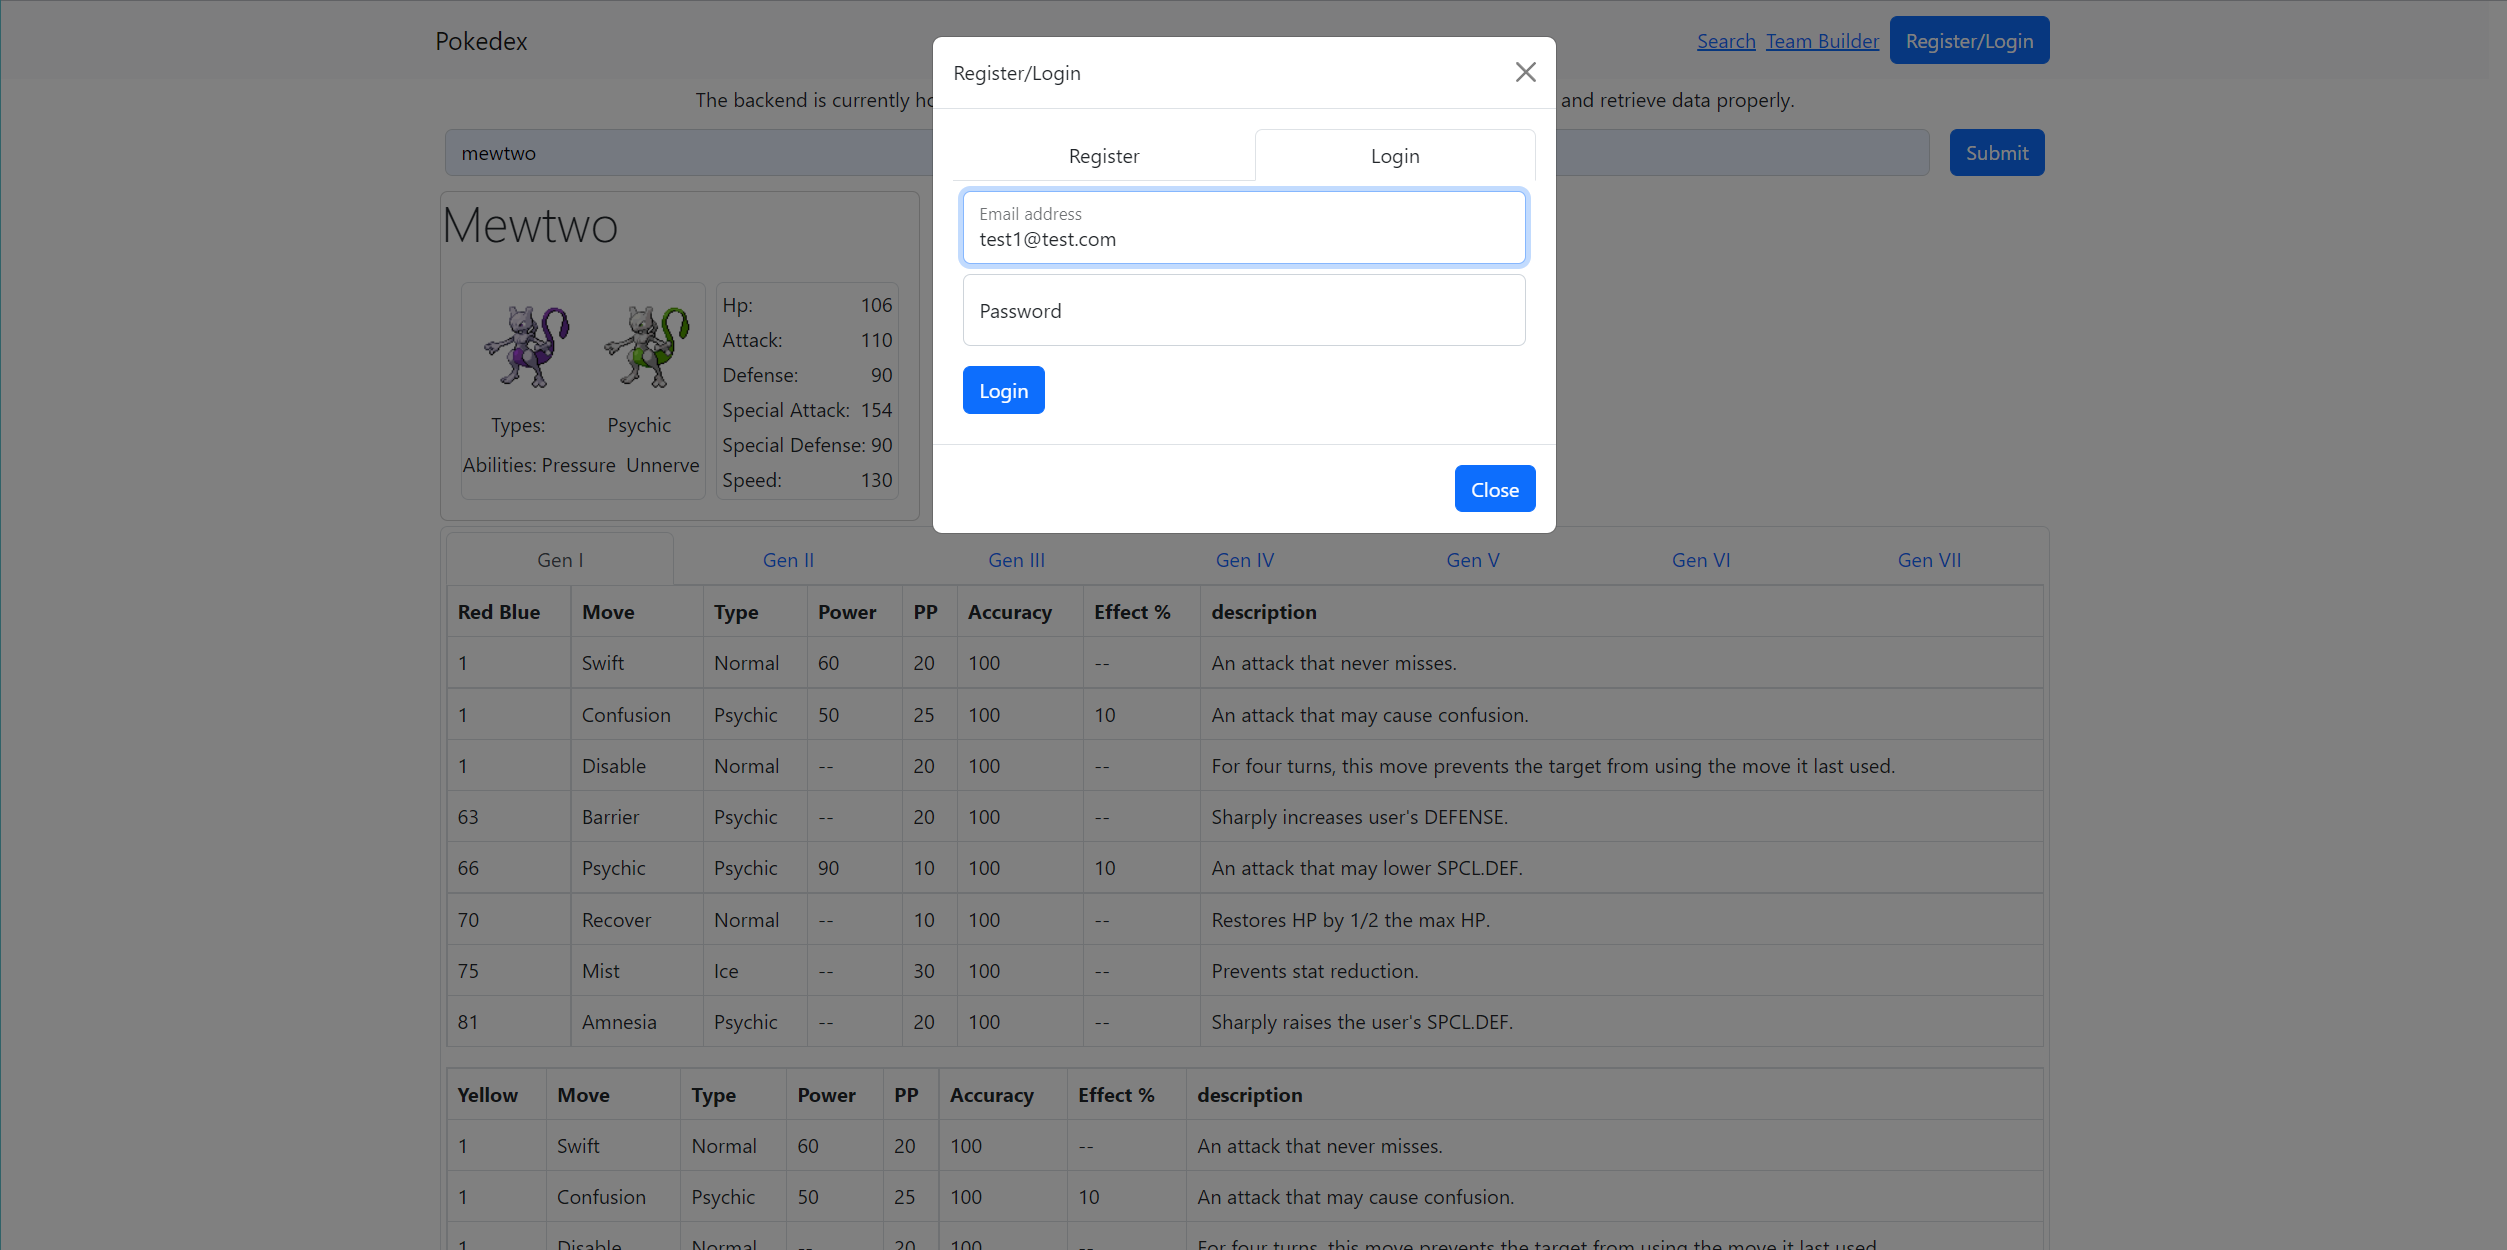 Pokedex
Search Team Builder Register/Login
Register/Login
The backend is currently
and retrieve data properly.
mewtwo
Submit
Register Login
Email address
test1@test.com
Password
Login
Close
Mewtwo
Types: Psychic
Abilities: Pressure Unnerve
Hp: 106
Attack: 110
Defense: 90
Special Attack: 154
Special Defense: 90
Speed: 130
Gen I Gen II Gen III Gen IV Gen V Gen VI Gen VII
Red Blue Move Type Power PP Accuracy Effect % description
1 Swift Normal 60 20 100 -- An attack that never misses.
1 Confusion Psychic 50 25 100 10 An attack that may cause confusion.
1 Disable Normal -- 20 100 -- For four turns, this move prevents the target from using the move it last used.
63 Barrier Psychic -- 20 100 -- Sharply increases user's DEFENSE.
66 Psychic Psychic 90 10 100 10 An attack that may lower SPCL.DEF.
70 Recover Normal -- 10 100 -- Restores HP by 1/2 the max HP.
75 Mist Ice -- 30 100 -- Prevents stat reduction.
81 Amnesia Psychic -- 20 100 -- Sharply raises the user's SPCL.DEF.
Yellow Move Type Power PP Accuracy Effect % description
1 Swift Normal 60 20 100 -- An attack that never misses.
1 Confusion Psychic 50 25 100 10 An attack that may cause confusion.
1 Disable Normal -- 20 100 -- For four turns, this move prevents the target from using the move it last used.